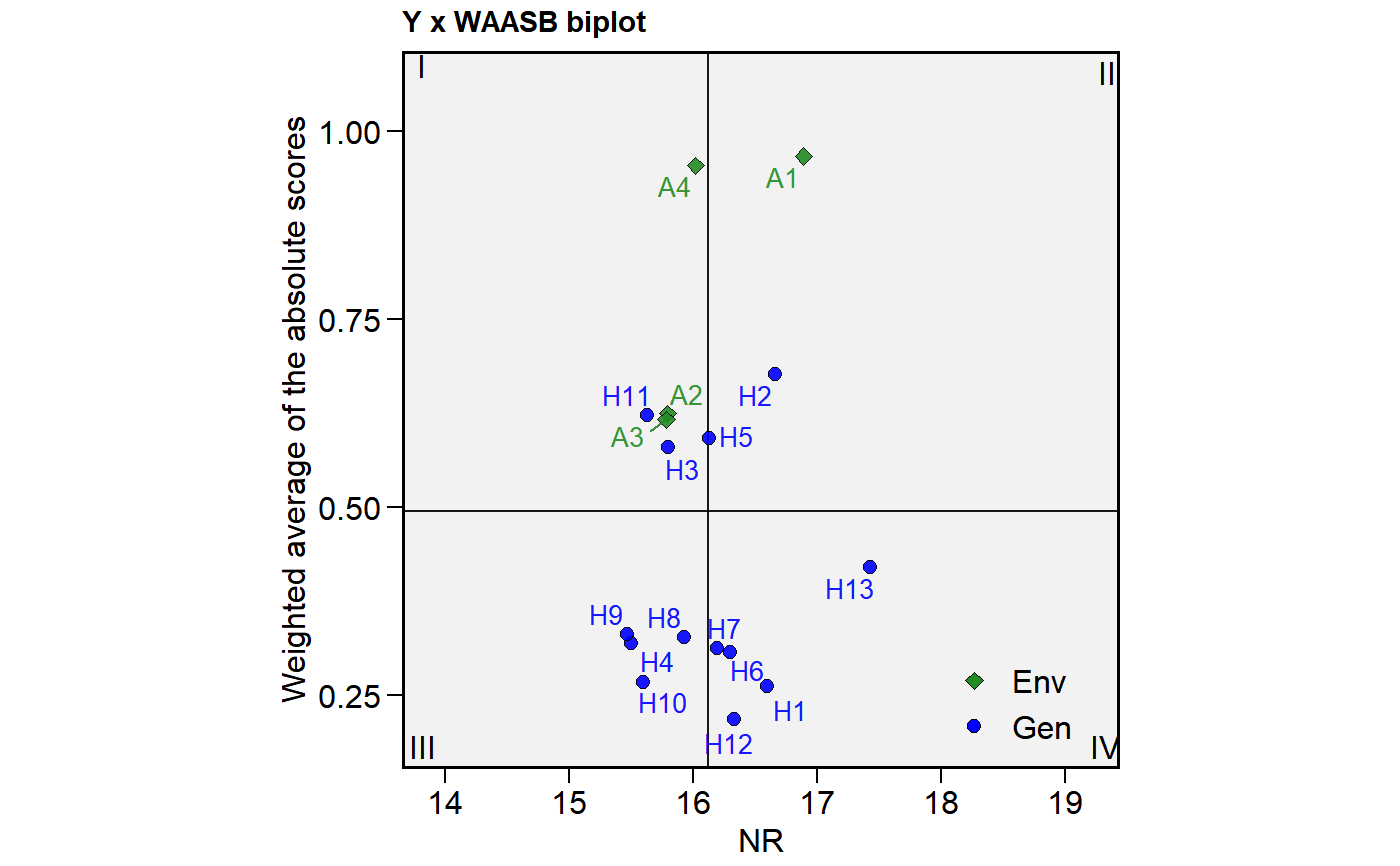 Y x WAASB biplot
I
II
1.00
0.75
0.50
0.25
Weighted average of the absolute scores
A4
A1
H11
A2
H2
A3
H5
H3
H13
H9
H8
H7
H4
H6
H10
H1
H12
Env
Gen
III
IV
14
15
16
17
18
19
NR